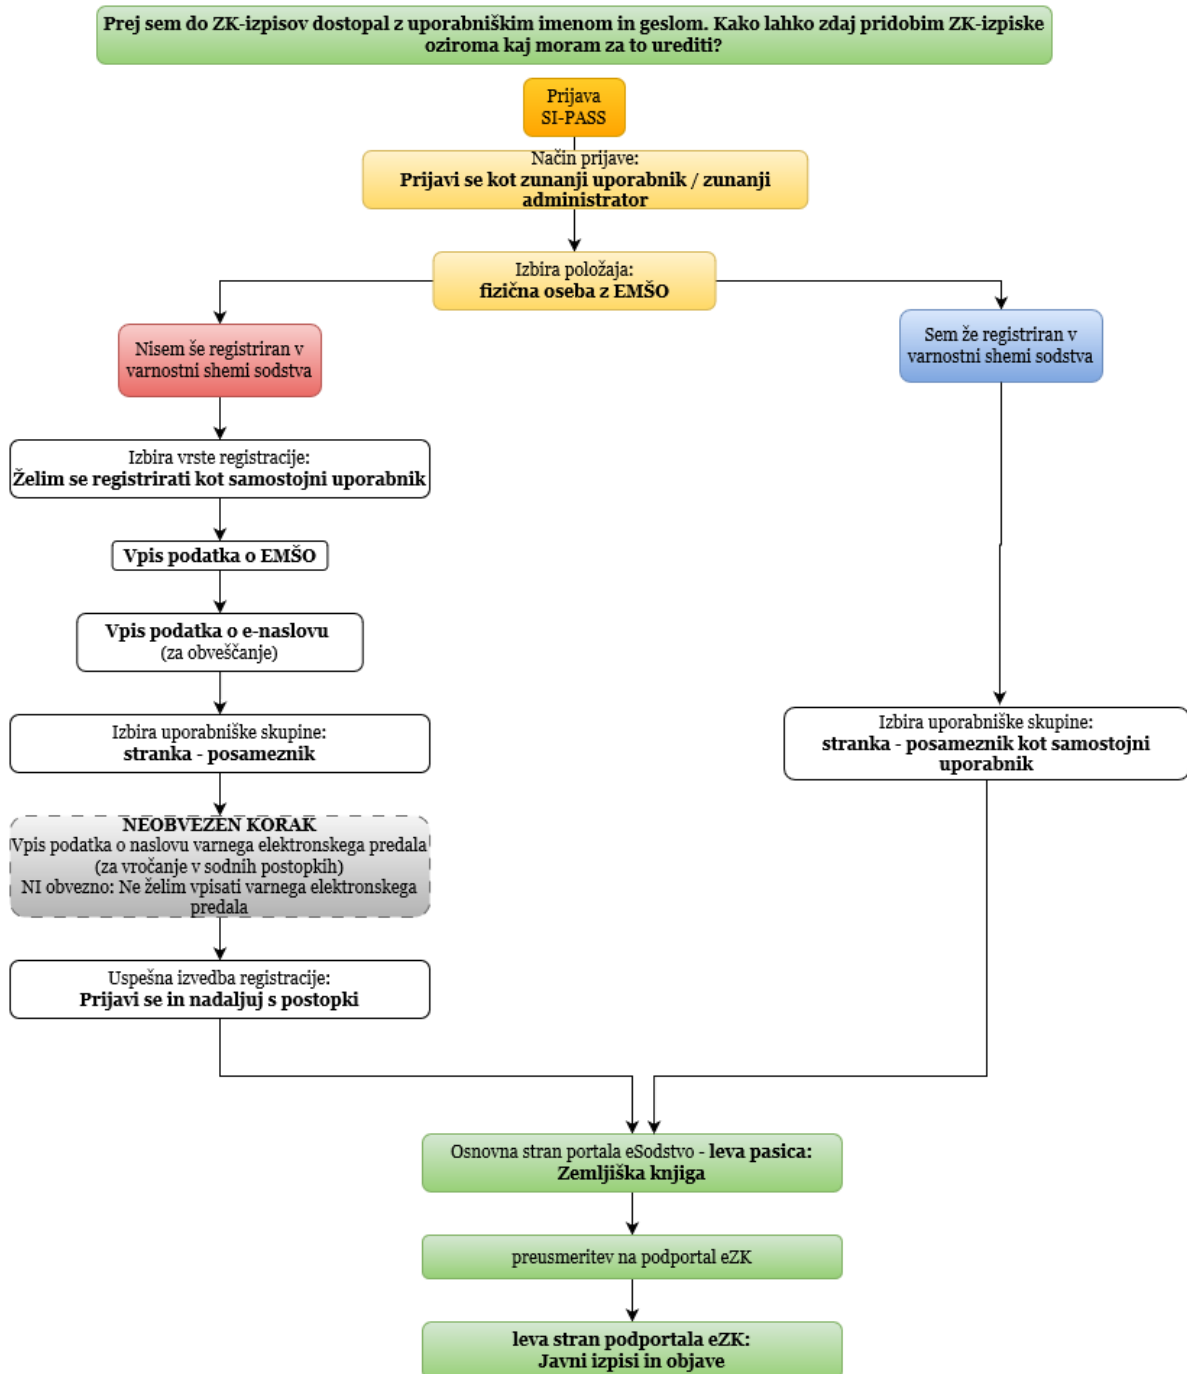 Prej sem do ZK-izpisov dostopal z uporabniškim imenom in geslom. Kako lahko zdaj pridobim ZK-izpiske
oziroma kaj moram za to urediti?
Prijava
SI-PASS
Način prijave:
Prijavi se kot zunanji uporabnik / zunanji
administrator
Izbira položaja:
fizična oseba z EMŠO
Nisem še registriran v
varnostni shemi sodstva
Sem že registriran v
varnostni shemi sodstva
Izbira vrste registracije:
Želim se registrirati kot samostojni uporabnik
Vpis podatka o EMŠO
Vpis podatka o e-naslovu
(za obveščanje)
Izbira uporabniške skupine:
stranka - posameznik
Izbira uporabniške skupine:
stranka - posameznik kot samostojni
uporabnik
NEOBVEZEN KORAK
Vpis podatka o naslovu varnega elektronskega predala
(za vročanje v sodnih postopkih)
NI obvezno: Ne želim vpisati varnega elektronskega
predala
Uspešna izvedba registracije:
Prijavi se in nadaljuj s postopki
Osnovna stran portala eSodstvo - leva pasica:
Zemljiška knjiga
preusmeritev na podportal eZK
leva stran podportala eZK:
Javni izpisi in objave